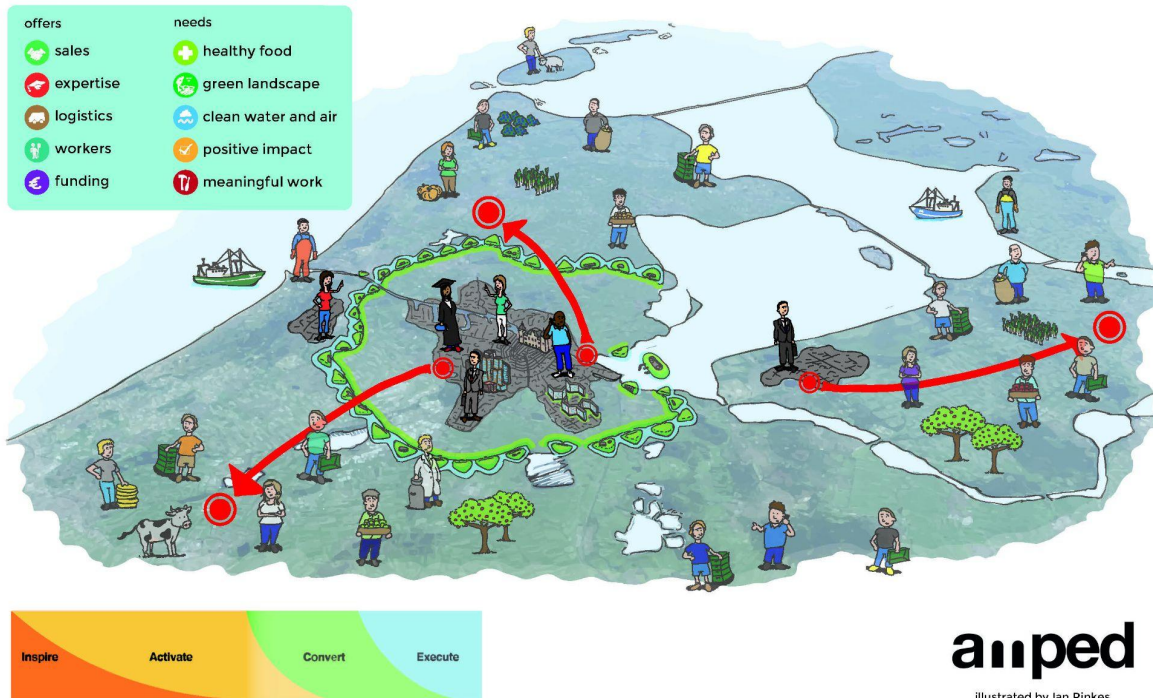 offers
needs
sales
healthy food
expertise
green landscape
logistics
clean water and air
workers
positive impact
funding
meaningful work
Inspire
Activate
Convert
Execute
amped
illustrated by Jan Rinkes